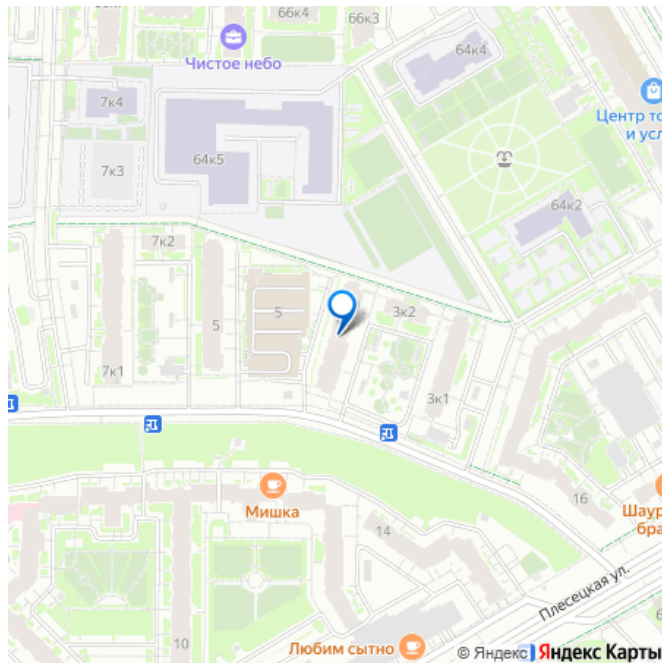 66к4
66к3
Чистое небо
64к4
7к4
Центр то
и усл
64к5
7к3
64к2
7к2
5
5
3к2
7к1
3к1
16
Мишка
Шаур
бра
14
Плесецкая ул.
10
Любим сытно
© Яндекс Яндекс Карты